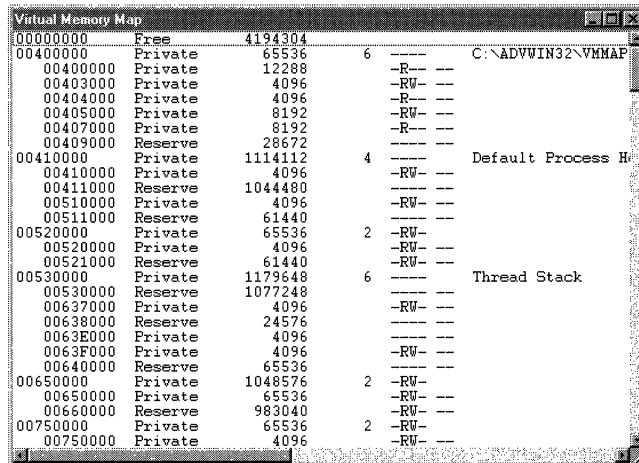 Virtual Memory Map
00000000 Free 4194304
00400000 Private 65536 6 ---- C:\ADVWIN32\VMMAP
00400000 Private 12288 -R-- --
00403000 Private 4096 -RW- --
00404000 Private 4096 -R-- --
00405000 Private 8192 -RW- --
00407000 Private 8192 -R-- --
00409000 Reserve 28672 ---- --
00410000 Private 1114112 4 ---- Default Process H
00410000 Private 4096 -RW- --
00411000 Reserve 1044480 ---- --
00510000 Private 4096 -RW- --
00511000 Reserve 61440 ---- --
00520000 Private 65536 2 -RW-
00520000 Private 4096 -RW- --
00521000 Reserve 61440 -RW- --
00530000 Private 1179648 6 ---- Thread Stack
00530000 Reserve 1077248 ---- --
00637000 Private 4096 -RW- --
00638000 Reserve 24576 ---- --
0063E000 Private 4096 ---- --
0063F000 Private 4096 -RW- --
00640000 Reserve 65536 ---- --
00650000 Private 1048576 2 -RW-
00650000 Private 65536 -RW- --
00660000 Reserve 983040 -RW- --
00750000 Private 65536 2 -RW-
00750000 Private 4096 -RW- --